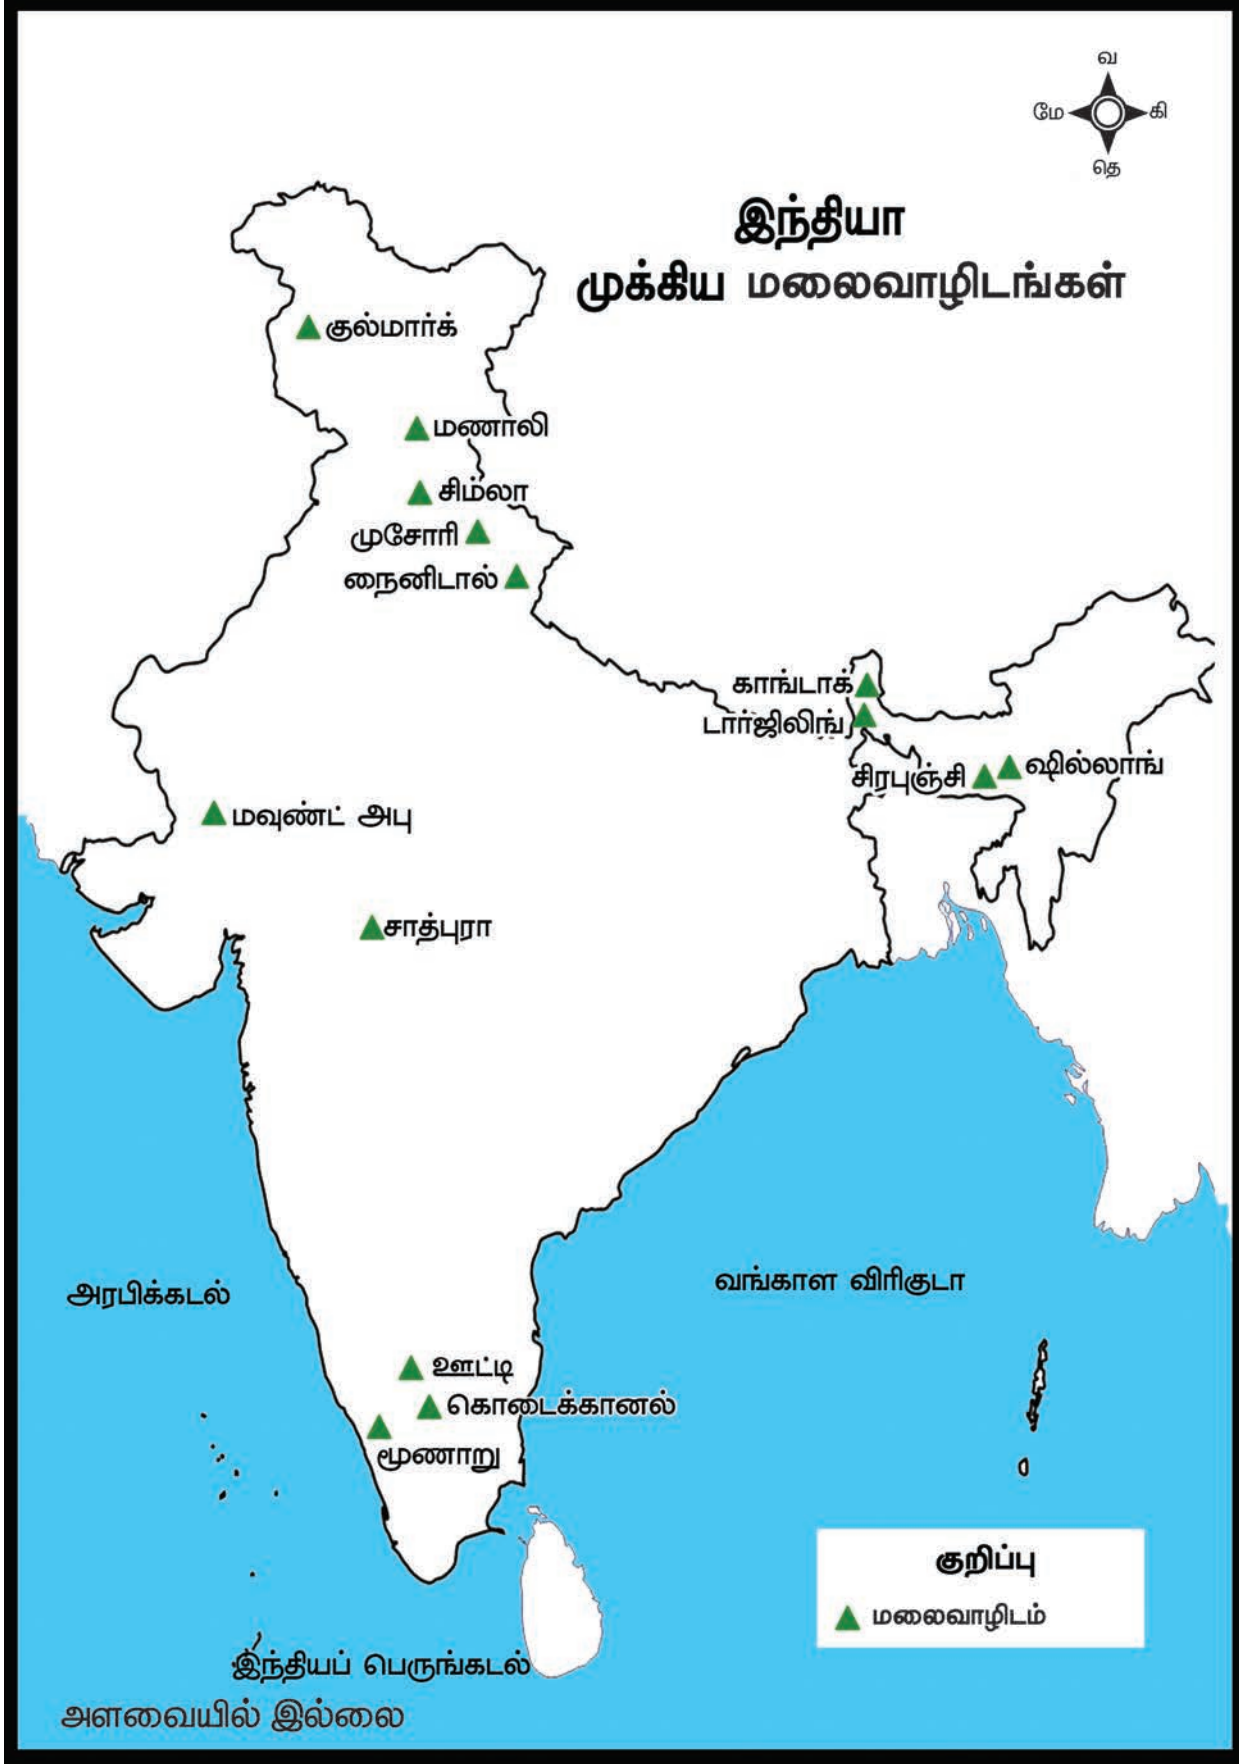 வ
மே கி
தெ
இந்தியா
முக்கிய மலைவாழிடங்கள்
குல்மார்க்
மணாலி
சிம்லா
முசோரி
நைனிடால்
காங்டாக்
டார்ஜிலிங்
ஷில்லாங்
சிரபுஞ்சி
மவுண்ட் அபு
சாத்புரா
வங்காள விரிகுடா
அரபிக்கடல்
ஊட்டி
கொடைக்கானல்
மூணாறு
குறிப்பு
மலைவாழிடம்
இந்தியப் பெருங்கடல்
அளவையில் இல்லை